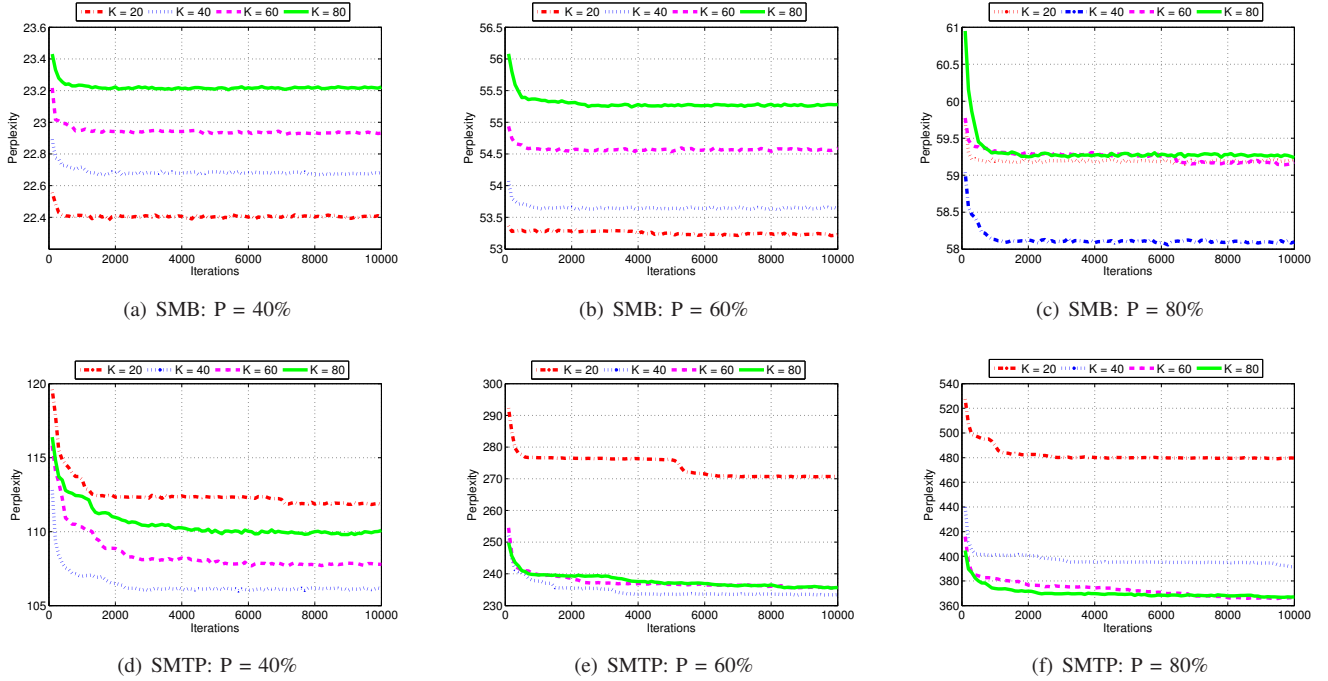 K = 20 K = 40 K = 60 K = 80
23.6
23.4
23.2
23
22.8
22.6
22.4
Perplexity
0 2000 4000 6000 8000 10000
Iterations
(a) SMB: P = 40%
K = 20 K = 40 K = 60 K = 80
56.5
56
55.5
55
54.5
54
53.5
53
Perplexity
0 2000 4000 6000 8000 10000
Iterations
(b) SMB: P = 60%
K = 20 K = 40 K = 60 K = 80
61
60.5
60
59.5
59
58.5
58
Perplexity
0 2000 4000 6000 8000 10000
Iterations
(c) SMB: P = 80%
K = 20 K = 40 K = 60 K = 80
120
115
110
105
Perplexity
0 2000 4000 6000 8000 10000
Iterations
(d) SMTP: P = 40%
K = 20 K = 40 K = 60 K = 80
300
290
280
270
260
250
240
230
Perplexity
0 2000 4000 6000 8000 10000
Iterations
(e) SMTP: P = 60%
K = 20 K = 40 K = 60 K = 80
540
520
500
480
460
440
420
400
380
360
Perplexity
0 2000 4000 6000 8000 10000
Iterations
(f) SMTP: P = 80%